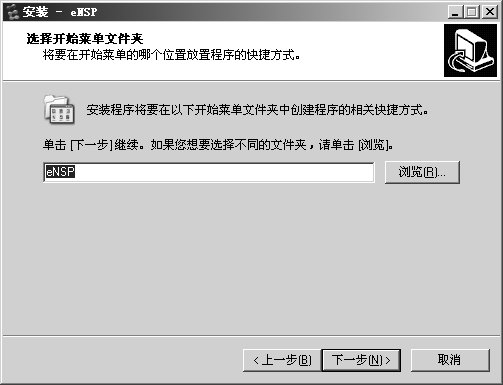 安装 - eNSP
选择开始菜单文件夹
将要在开始菜单的哪个位置放置程序的快捷方式。
安装程序将要在以下开始菜单文件夹中创建程序的相关快捷方式。
单击 [下一步]继续。如果您想要选择不同的文件夹，请单击 [浏览]。
eNSP
浏览(R)...
<上一步(B)
下一步(N)>
取消